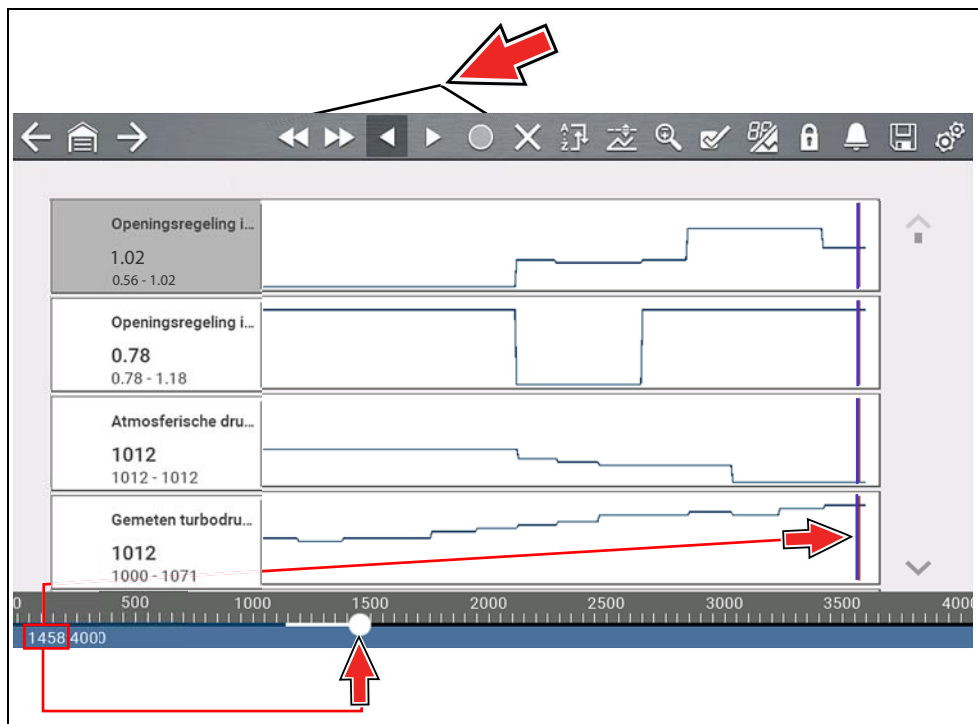 Openingsregeling i...
1.02
0.56 - 1.02
Openingsregeling i...
0.78
0.78 - 1.18
Atmosferische dru...
1012
1012 - 1012
Gemeten turbodru...
1012
1000 - 1071
0 500 1000 1500 2000 2500 3000 3500 4000
1458 4000